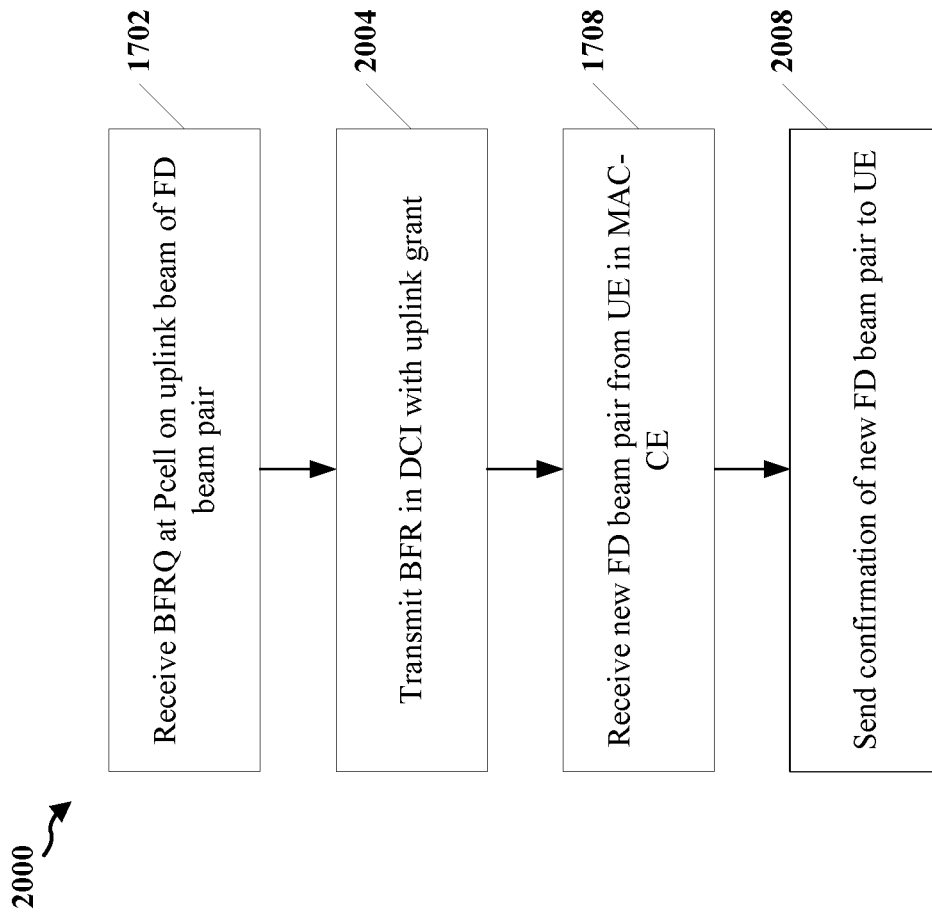 2000
Receive BFRQ at Pcell on uplink beam of FD
beam pair
1702
Transmit BFR in DCI with uplink grant
2004
Receive new FD beam pair from UE in MAC-
CE
1708
Send confirmation of new FD beam pair to UE
2008